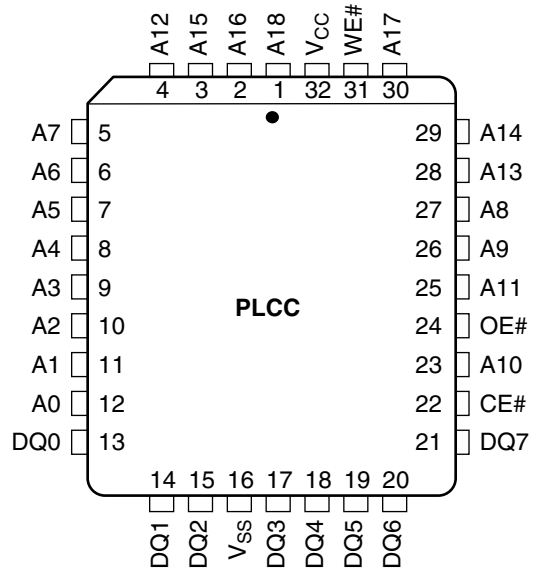 A12 A15 A16 A18 VCC WE# A17
4 3 2 1 32 31 30
A7 5 29 A14
A6 6 28 A13
A5 7 27 A8
A4 8 26 A9
A3 9 25 A11
PLCC
A2 10 24 OE#
A1 11 23 A10
A0 12 22 CE#
DQ0 13 21 DQ7
14 15 16 17 18 19 20
DQ1 DQ2 VSS DQ3 DQ4 DQ5 DQ6